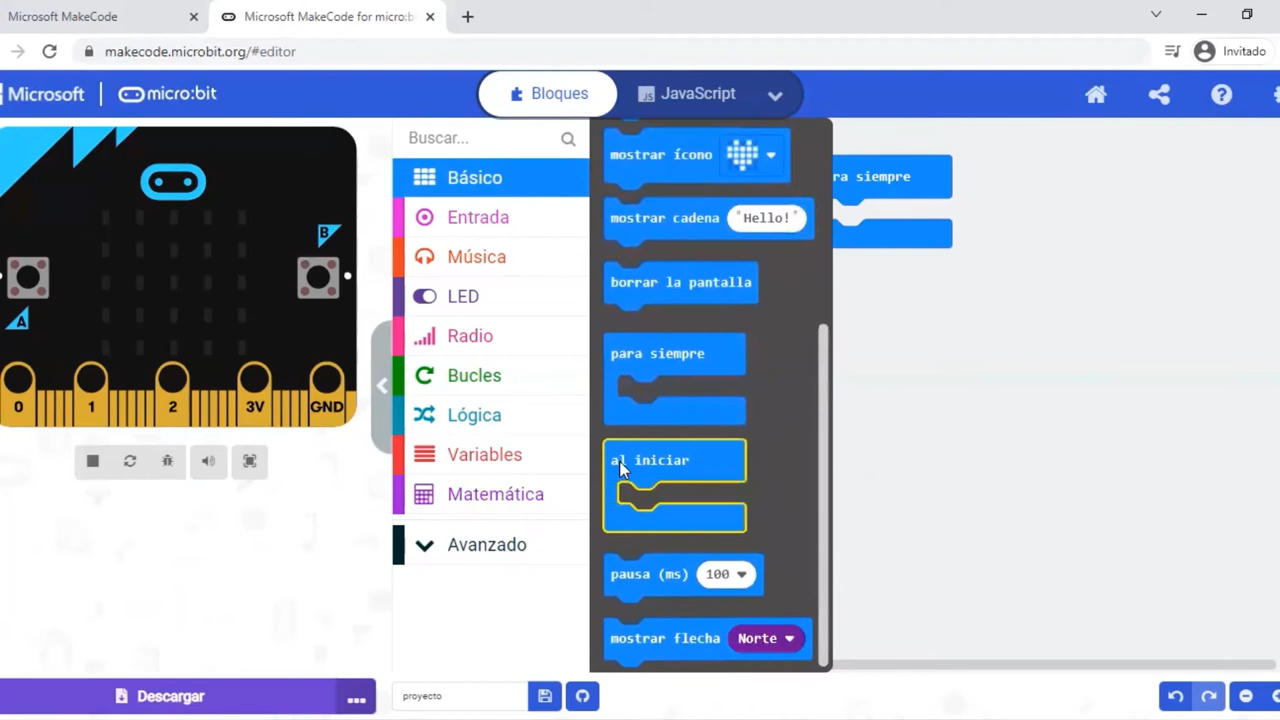 Microsoft MakeCode
Microsoft MakeCode for micro:b
makecode.microbit.org/#editor
Invitado
Microsoft
micro:bit
Bloques
JS JavaScript
Buscar...
Básico
Entrada
Música
LED
Radio
Bucles
Lógica
Variables
Matemática
Avanzado
mostrar ícono
mostrar cadena "Hello!"
borrar la pantalla
para siempre
al iniciar
pausa (ms) 100
mostrar flecha Norte
ra siempre
B
A
0 1 2 3V GND
Descargar
...
proyecto